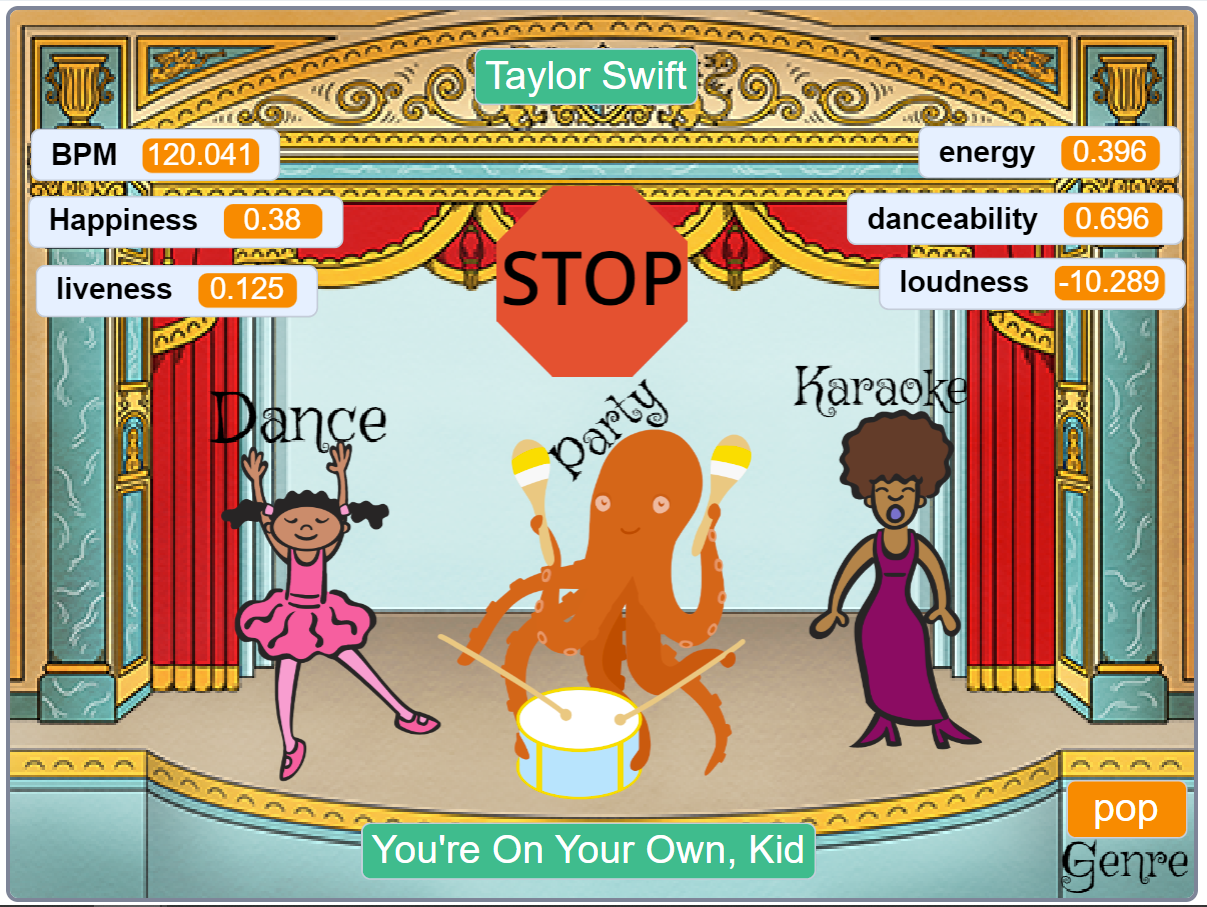 Taylor Swift
BPM 120.041
energy 0.396
Happiness 0.38
danceability 0.696
liveness 0.125
loudness -10.289
STOP
Dance
party
Karaoke
pop
Genre
You're On Your Own, Kid